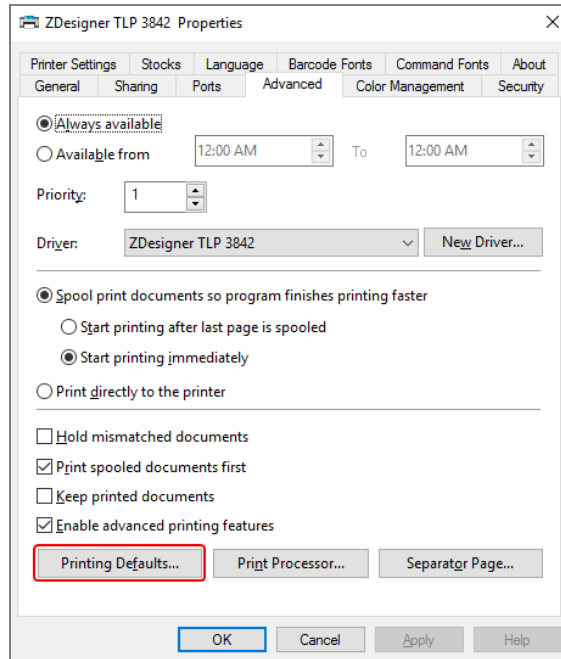 ZDesigner TLP 3842 Properties
Printer Settings Stocks Language Barcode Fonts Command Fonts About
General Sharing Ports Advanced Color Management Security
Always available
Available from 12:00 AM To 12:00 AM
Priority: 1
Driver: ZDesigner TLP 3842 New Driver...
Spool print documents so program finishes printing faster
Start printing after last page is spooled
Start printing immediately
Print directly to the printer
Hold mismatched documents
Print spooled documents first
Keep printed documents
Enable advanced printing features
Printing Defaults... Print Processor... Separator Page...
OK Cancel Apply Help